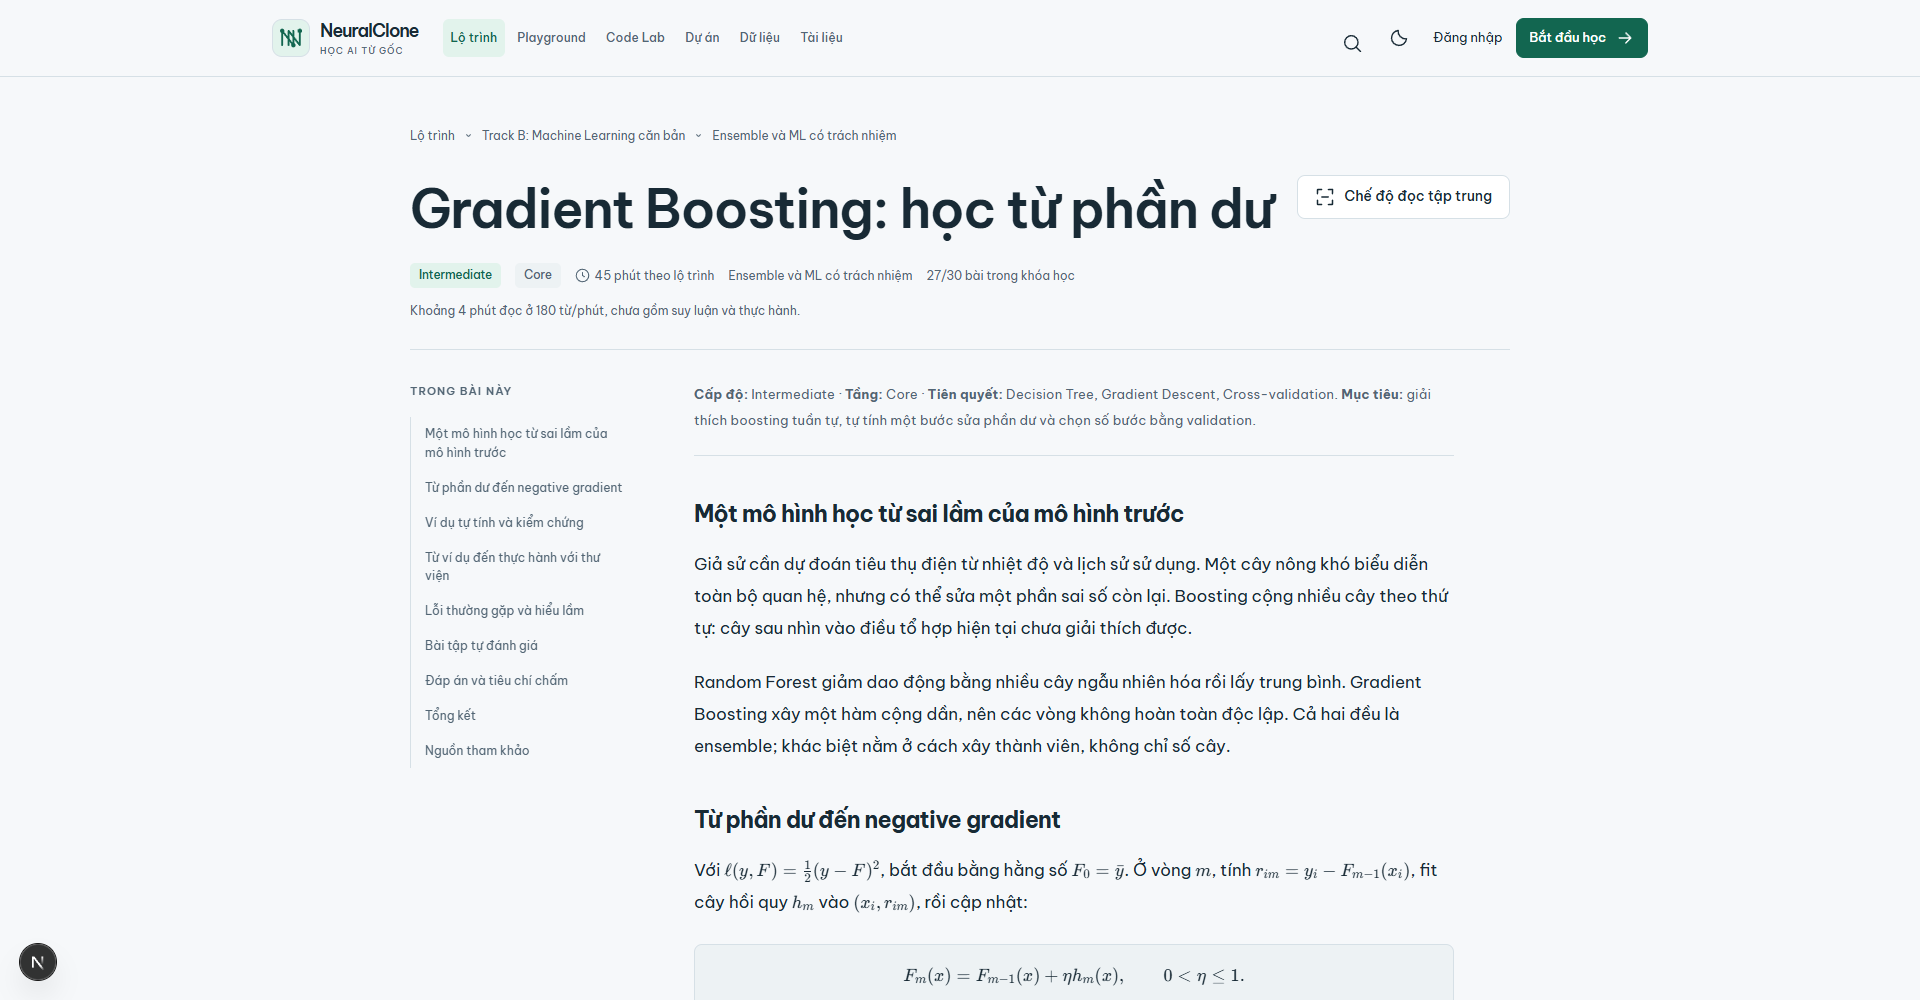 NeuralClone
HỌC AI TỪ GỐC
Lộ trình
Playground
Code Lab
Dự án
Dữ liệu
Tài liệu
Đăng nhập
Bắt đầu học
Lộ trình
Track B: Machine Learning căn bản
Ensemble và ML có trách nhiệm
Gradient Boosting: học từ phần dư
Chế độ đọc tập trung
Intermediate
Core
45 phút theo lộ trình
Ensemble và ML có trách nhiệm
27/30 bài trong khóa học
Khoảng 4 phút đọc ở 180 từ/phút, chưa gồm suy luận và thực hành.
TRONG BÀI NÀY
Một mô hình học từ sai lầm của
mô hình trước
Từ phần dư đến negative gradient
Ví dụ tự tính và kiểm chứng
Từ ví dụ đến thực hành với thư
viện
Lỗi thường gặp và hiểu lầm
Bài tập tự đánh giá
Đáp án và tiêu chí chấm
Tổng kết
Nguồn tham khảo
Cấp độ: Intermediate · Tầng: Core · Tiên quyết: Decision Tree, Gradient Descent, Cross-validation. Mục tiêu: giải
thích boosting tuần tự, tự tính một bước sửa phần dư và chọn số bước bằng validation.
Một mô hình học từ sai lầm của mô hình trước
Giả sử cần dự đoán tiêu thụ điện từ nhiệt độ và lịch sử sử dụng. Một cây nông khó biểu diễn
toàn bộ quan hệ, nhưng có thể sửa một phần sai số còn lại. Boosting cộng nhiều cây theo thứ
tự: cây sau nhìn vào điều tổ hợp hiện tại chưa giải thích được.
Random Forest giảm dao động bằng nhiều cây ngẫu nhiên hóa rồi lấy trung bình. Gradient
Boosting xây một hàm cộng dần, nên các vòng không hoàn toàn độc lập. Cả hai đều là
ensemble; khác biệt nằm ở cách xây thành viên, không chỉ số cây.
Từ phần dư đến negative gradient
Với ℓ(y, F) = ½(y − F)², bắt đầu bằng hằng số F₀ = ȳ. Ở vòng m, tính rᵢₘ = yᵢ − Fₘ₋₁(xᵢ), fit
cây hồi quy hₘ vào (xᵢ, rᵢₘ), rồi cập nhật:
Fₘ(x) = Fₘ₋₁(x) + ηhₘ(x), 0 < η ≤ 1.